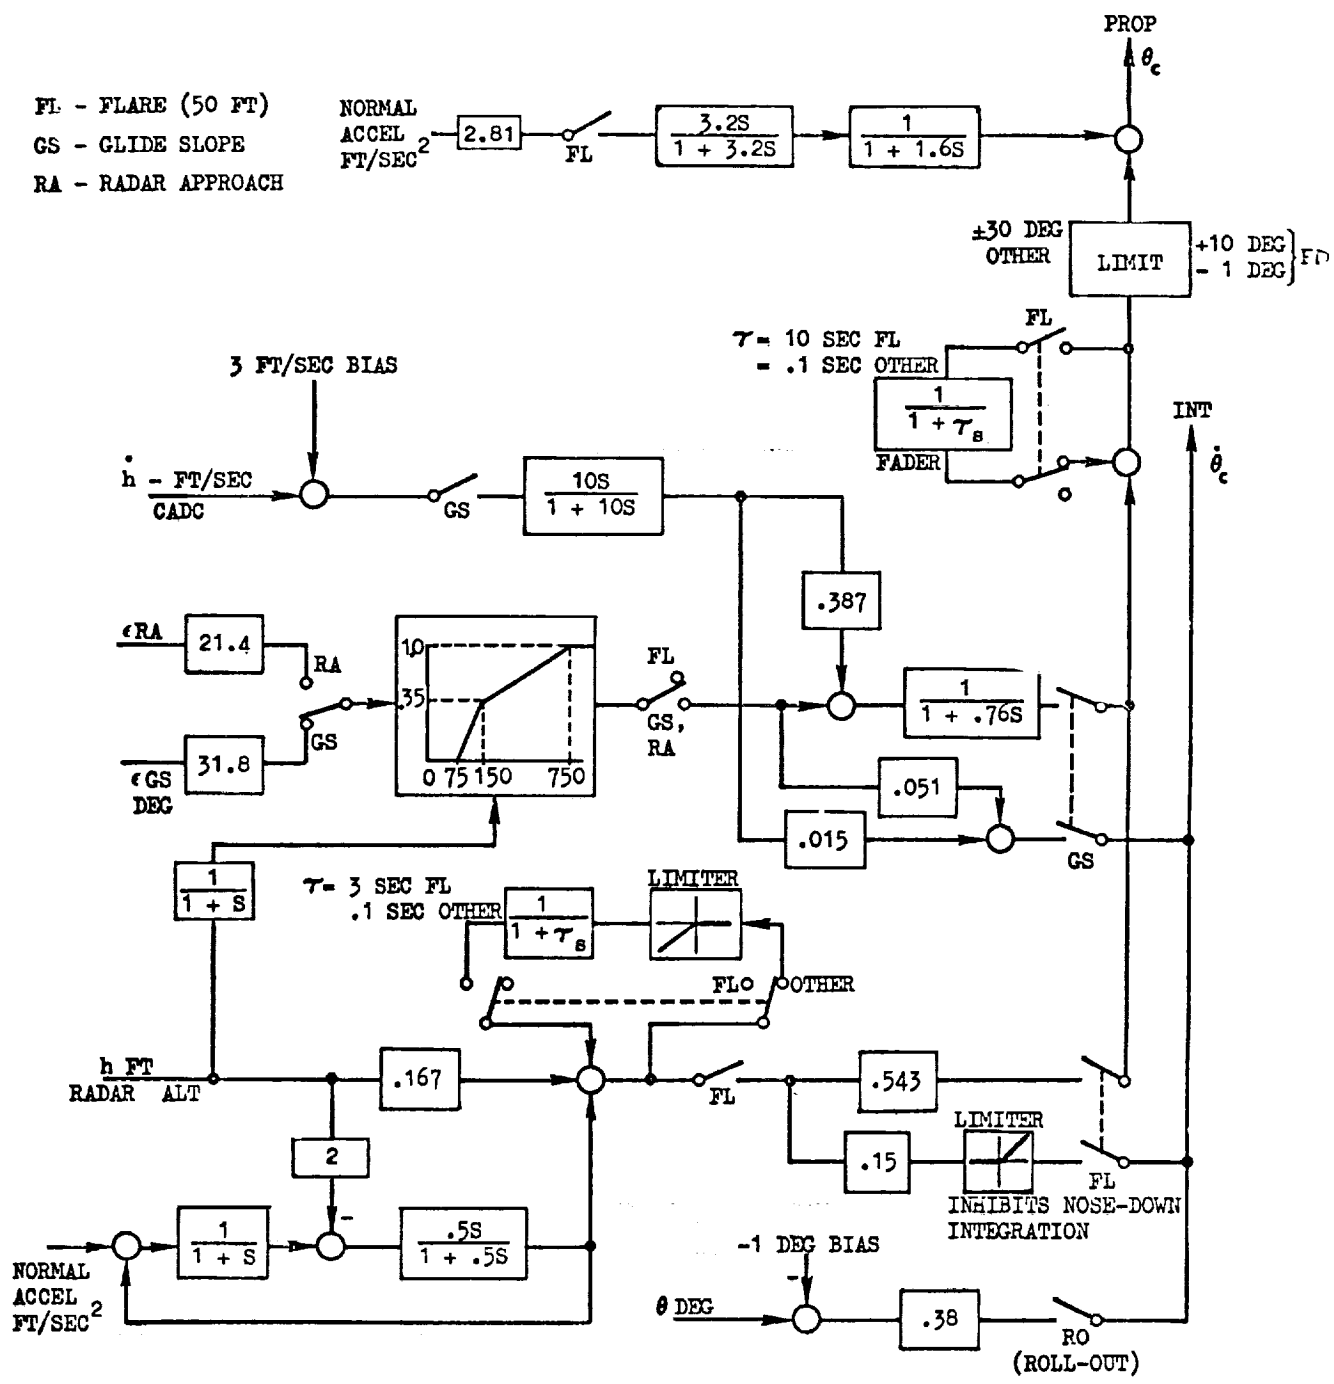 PROP
θc
FL - FLARE (50 FT)
GS - GLIDE SLOPE
RA - RADAR APPROACH
NORMAL
ACCEL
FT/SEC²
2.81
FL
3.2S
1 + 3.2S
1
1 + 1.6S
±30 DEG
OTHER
LIMIT
+10 DEG
- 1 DEG
FL
τ = 10 SEC FL
= .1 SEC OTHER
1
1 + τs
FADER
INT
θ̇c
3 FT/SEC BIAS
ḣ - FT/SEC
CADC
GS
10S
1 + 10S
.387
εRA
21.4
RA
GS
31.8
εGS
DEG
1.0
.35
0 75 150 750
FL
GS,
RA
1
1 + .76S
.051
.015
GS
1
1 + S
τ= 3 SEC FL
.1 SEC OTHER
1
1 + τs
LIMITER
FL
OTHER
h FT
RADAR ALT
.167
FL
.543
2
.15
LIMITER
FL
INHIBITS NOSE-DOWN
INTEGRATION
-
1
1 + S
.5S
1 + .5S
NORMAL
ACCEL
FT/SEC²
-1 DEG BIAS
-
θ DEG
.38
RO
(ROLL-OUT)